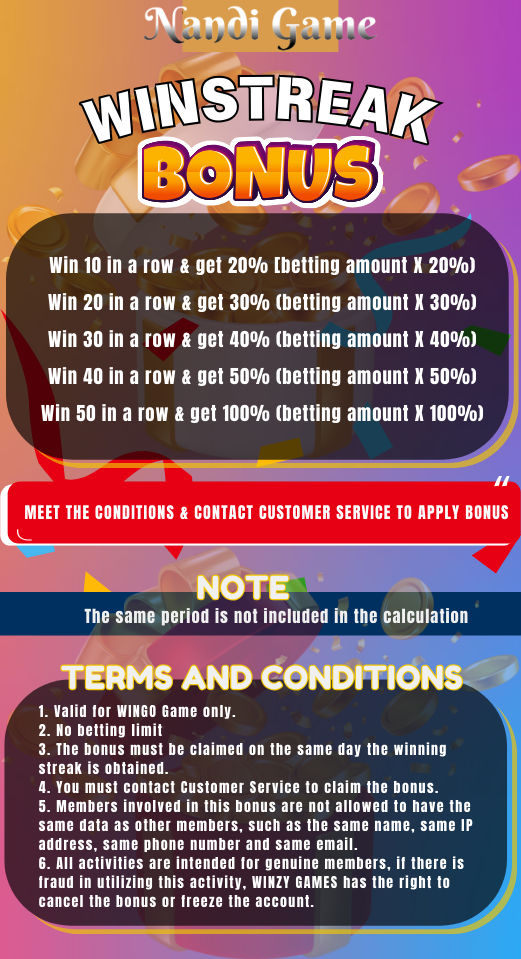 Nandi Game
WINSTREAK
BONUS
Win 10 in a row & get 20% [betting amount X 20%)
Win 20 in a row & get 30% (betting amount X 30%)
Win 30 in a row & get 40% (betting amount X 40%)
Win 40 in a row & get 50% (betting amount X 50%)
Win 50 in a row & get 100% (betting amount X 100%)
MEET THE CONDITIONS & CONTACT CUSTOMER SERVICE TO APPLY BONUS
NOTE
The same period is not included in the calculation
TERMS AND CONDITIONS
1. Valid for WINGO Game only.
2. No betting limit
3. The bonus must be claimed on the same day the winning
streak is obtained.
4. You must contact Customer Service to claim the bonus.
5. Members involved in this bonus are not allowed to have the
same data as other members, such as the same name, same IP
address, same phone number and same email.
6. All activities are intended for genuine members, if there is
fraud in utilizing this activity, WINZY GAMES has the right to
cancel the bonus or freeze the account.